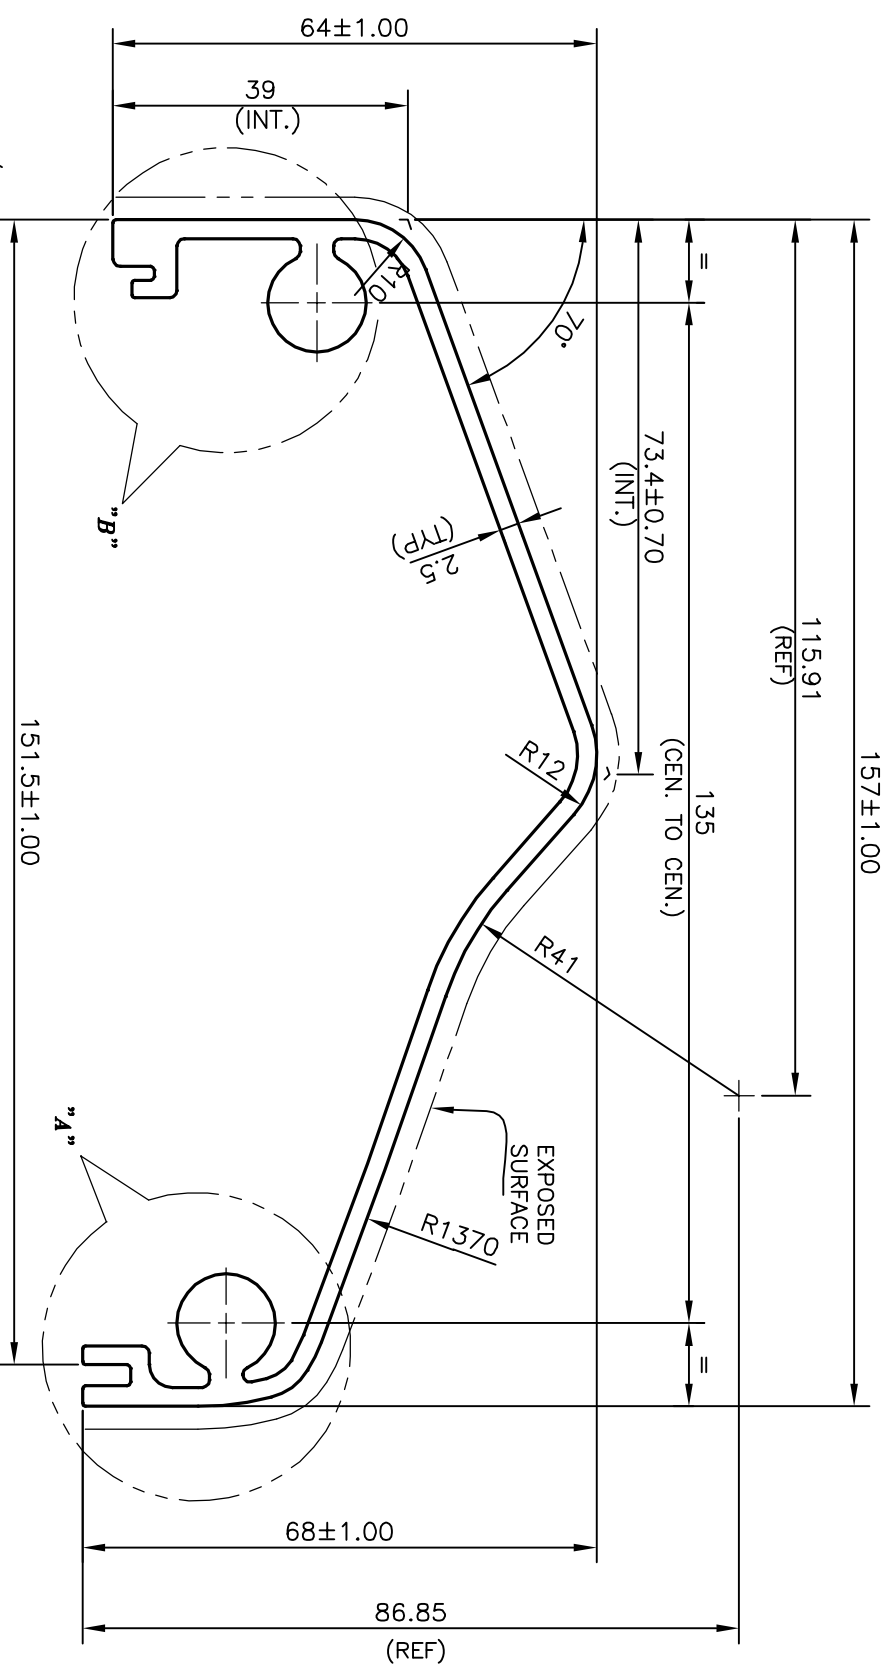 64±1.00
39
(INT.)
=
70°
R10
73.4±0.70
(INT.)
115.91
(REF)
157±1.00
"B"
2.5
(TYP)
R12
135
(CEN. TO CEN.)
151.5±1.00
R41
EXPOSED
SURFACE
"A"
R1370
=
68±1.00
86.85
(REF)